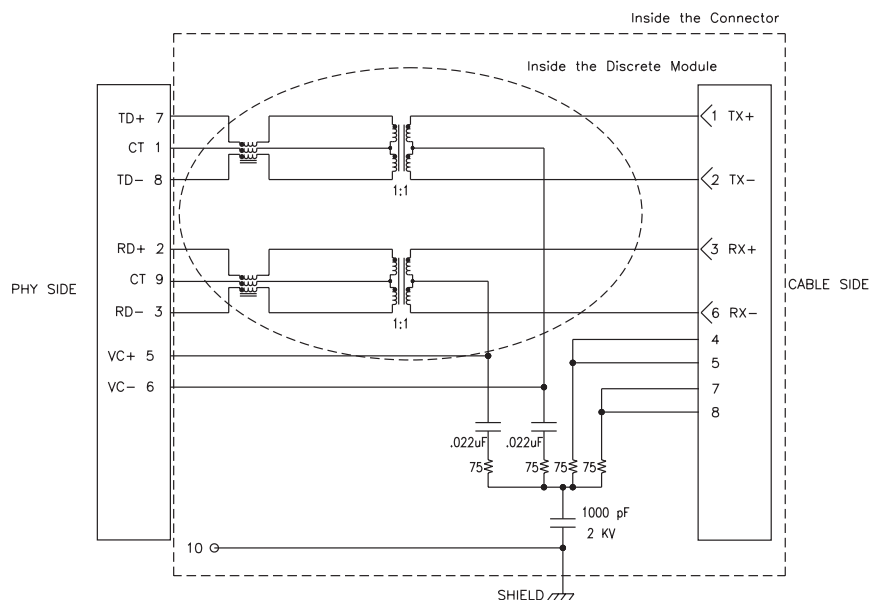 Inside the Connector
Inside the Discrete Module
TD+ 7
1 TX+
CT 1
TD- 8
2 TX-
1:1
RD+ 2
3 RX+
CT 9
PHY SIDE
CABLE SIDE
RD- 3
6 RX-
1:1
4
VC+ 5
5
VC- 6
7
8
.022uF
.022uF
75
75
75
75
1000 pF
2 KV
10
SHIELD